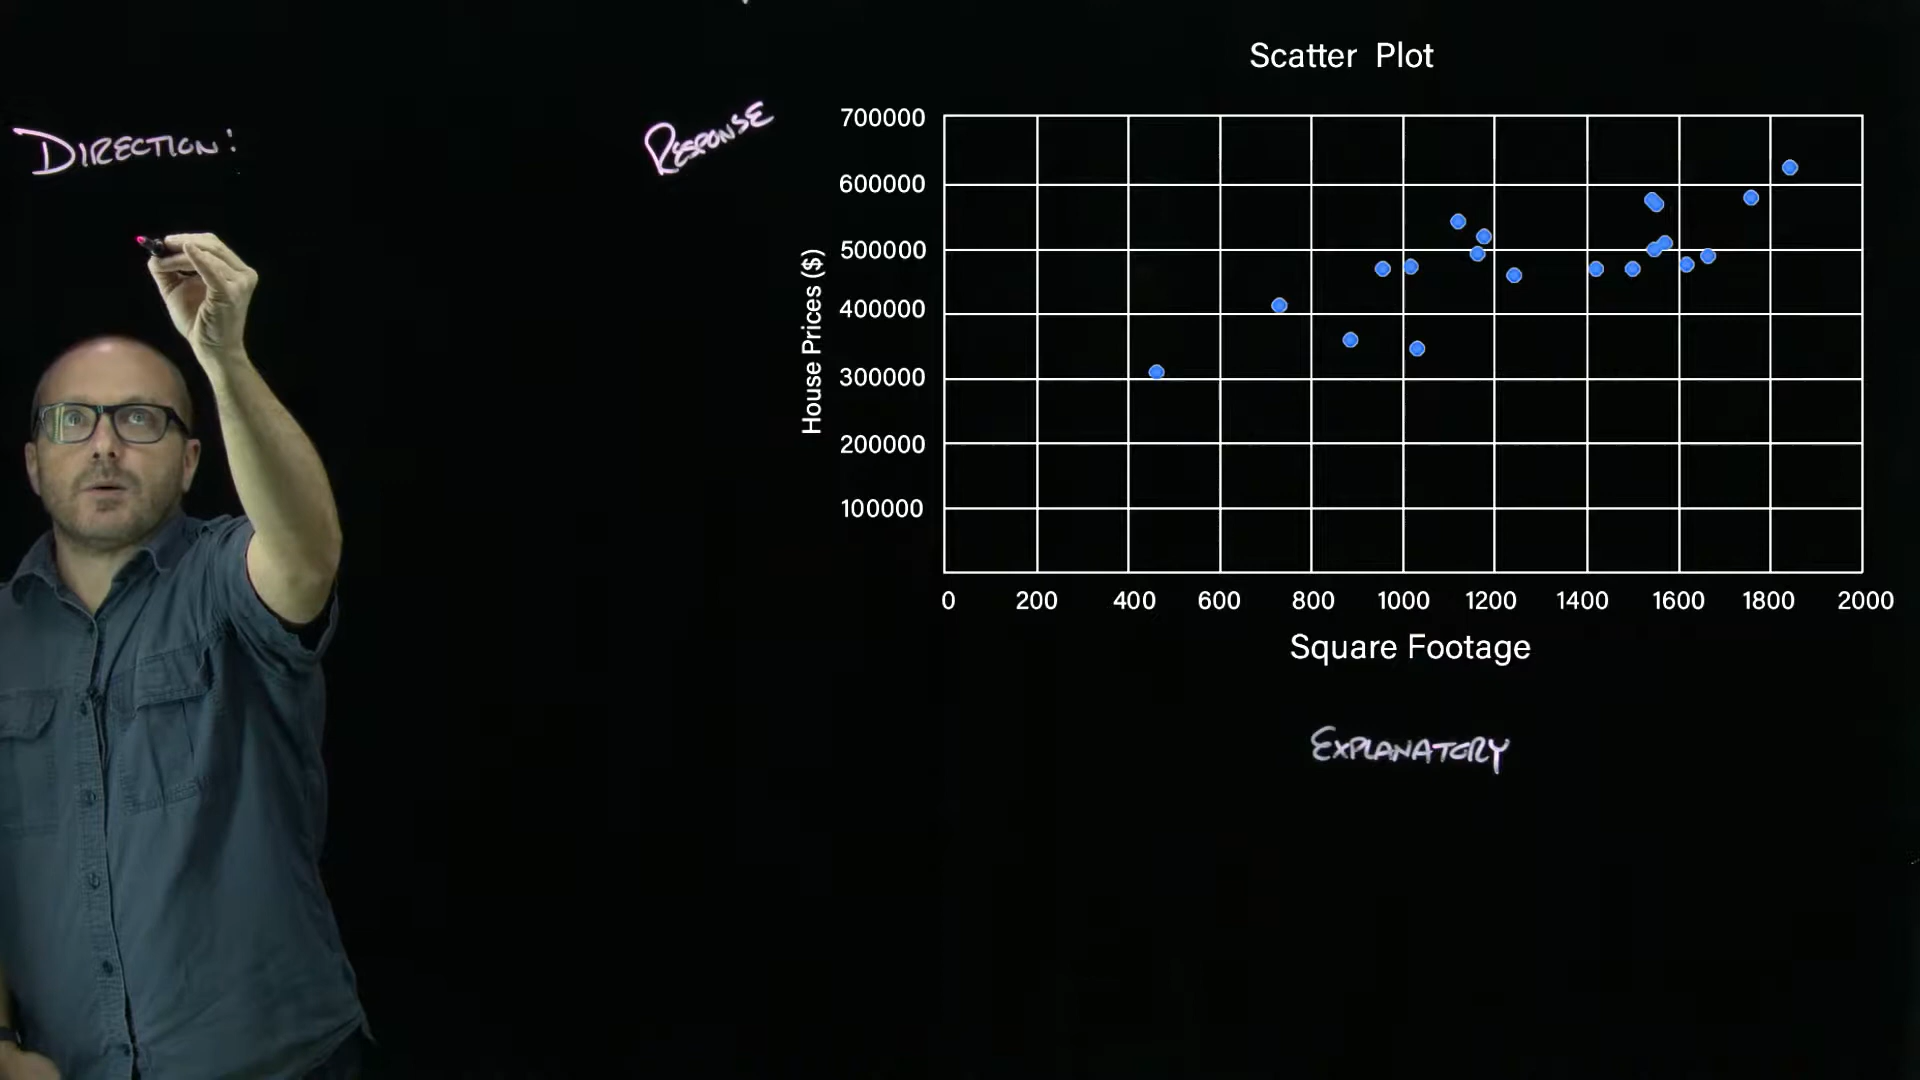 Scatter Plot
DIRECTION:
RESPONSE
700000
600000
500000
400000
300000
200000
100000
House Prices ($)
0 200 400 600 800 1000 1200 1400 1600 1800 2000
Square Footage
EXPLANATORY